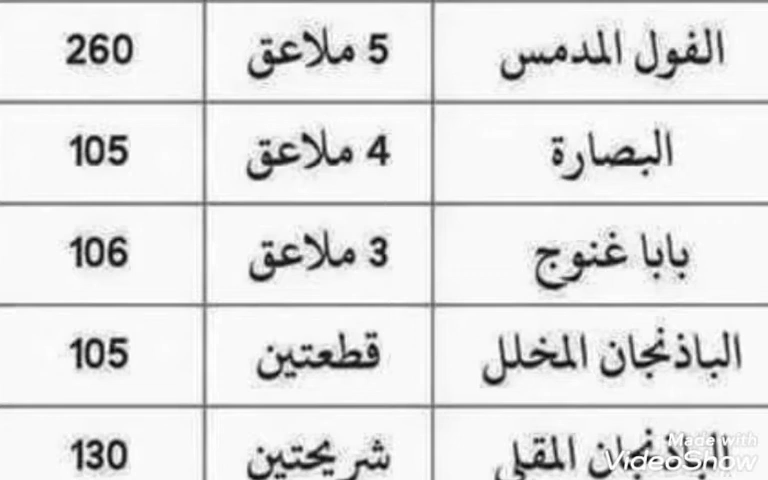 الفول المدمس 5 ملاعق 260
البصارة 4 ملاعق 105
بابا غنوج 3 ملاعق 106
الباذنجان المخلل قطعتين 105
الباذنجان المقلي شريحتين 130
Made with
VideoShow